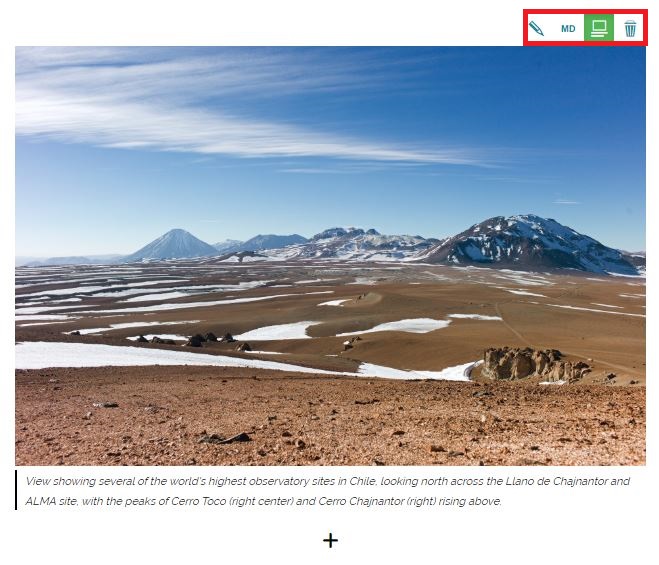 MD
View showing several of the world's highest observatory sites in Chile, looking north across the Llano de Chajnantor and
ALMA site, with the peaks of Cerro Toco (right center) and Cerro Chajnantor (right) rising above.